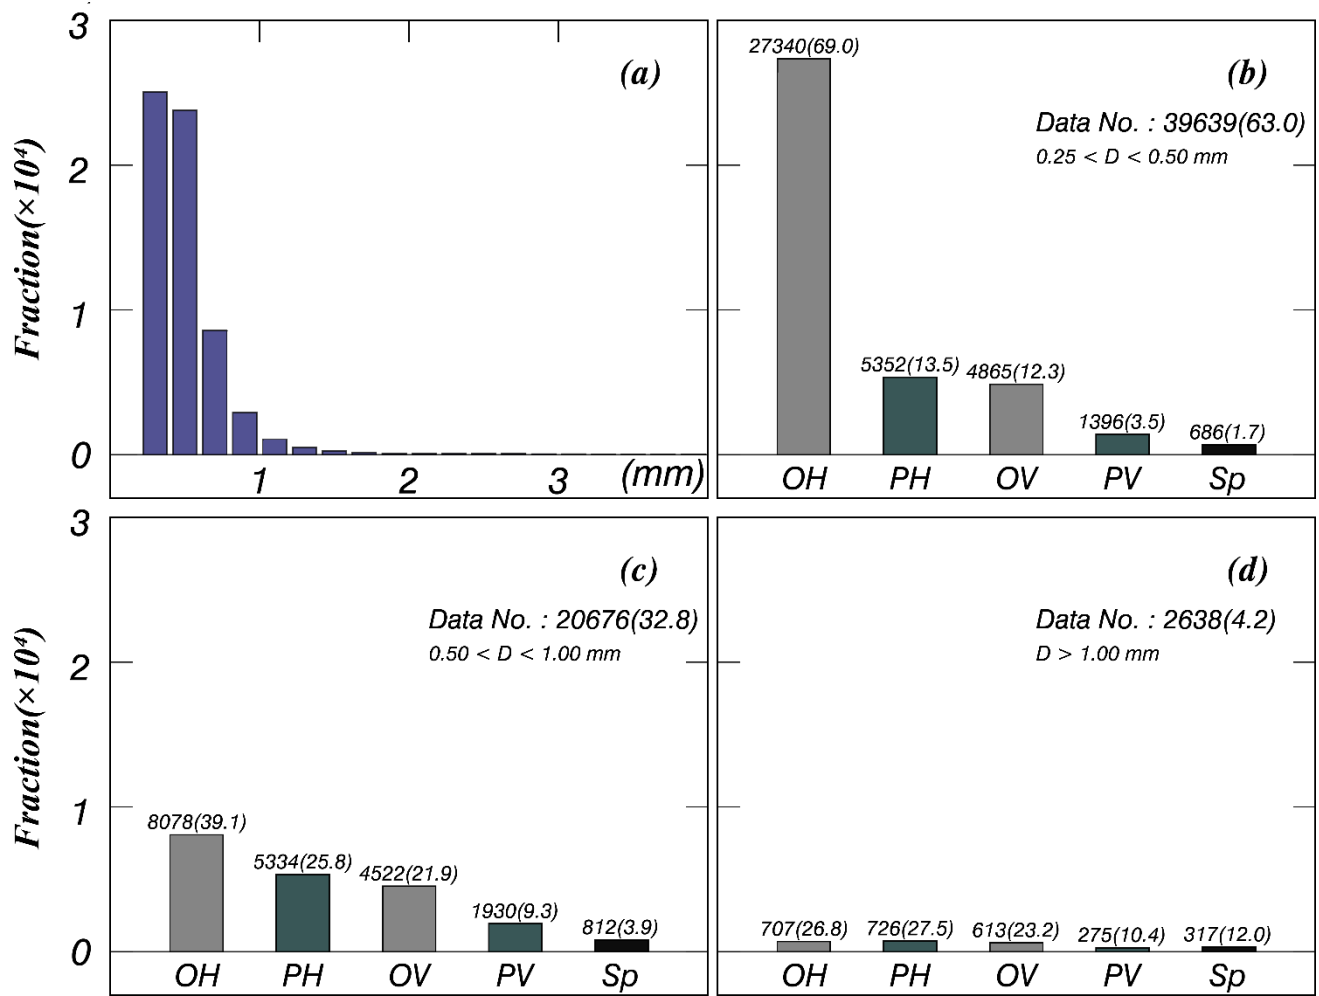 3
2
1
0
Fraction(×10⁴)
(a)
1
2
3
(mm)
27340(69.0)
(b)
Data No. : 39639(63.0)
0.25 < D < 0.50 mm
5352(13.5)
4865(12.3)
1396(3.5)
686(1.7)
OH
PH
OV
PV
Sp
3
2
1
0
Fraction(×10⁴)
(c)
Data No. : 20676(32.8)
0.50 < D < 1.00 mm
8078(39.1)
5334(25.8)
4522(21.9)
1930(9.3)
812(3.9)
OH
PH
OV
PV
Sp
(d)
Data No. : 2638(4.2)
D > 1.00 mm
707(26.8)
726(27.5)
613(23.2)
275(10.4)
317(12.0)
OH
PH
OV
PV
Sp